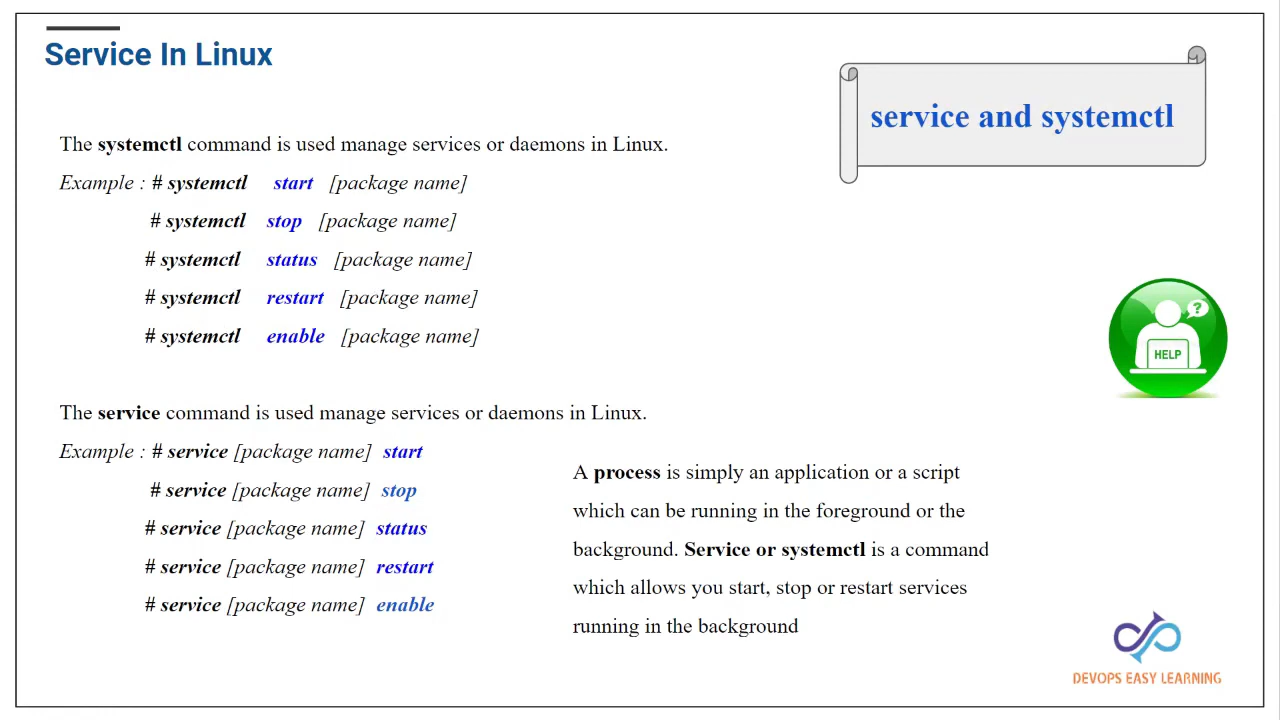 Service In Linux
service and systemctl
The systemctl command is used manage services or daemons in Linux.
Example : # systemctl start [package name]
# systemctl stop [package name]
# systemctl status [package name]
# systemctl restart [package name]
# systemctl enable [package name]
HELP
?
The service command is used manage services or daemons in Linux.
Example : # service [package name] start
# service [package name] stop
# service [package name] status
# service [package name] restart
# service [package name] enable
A process is simply an application or a script
which can be running in the foreground or the
background. Service or systemctl is a command
which allows you start, stop or restart services
running in the background
DEVOPS EASY LEARNING